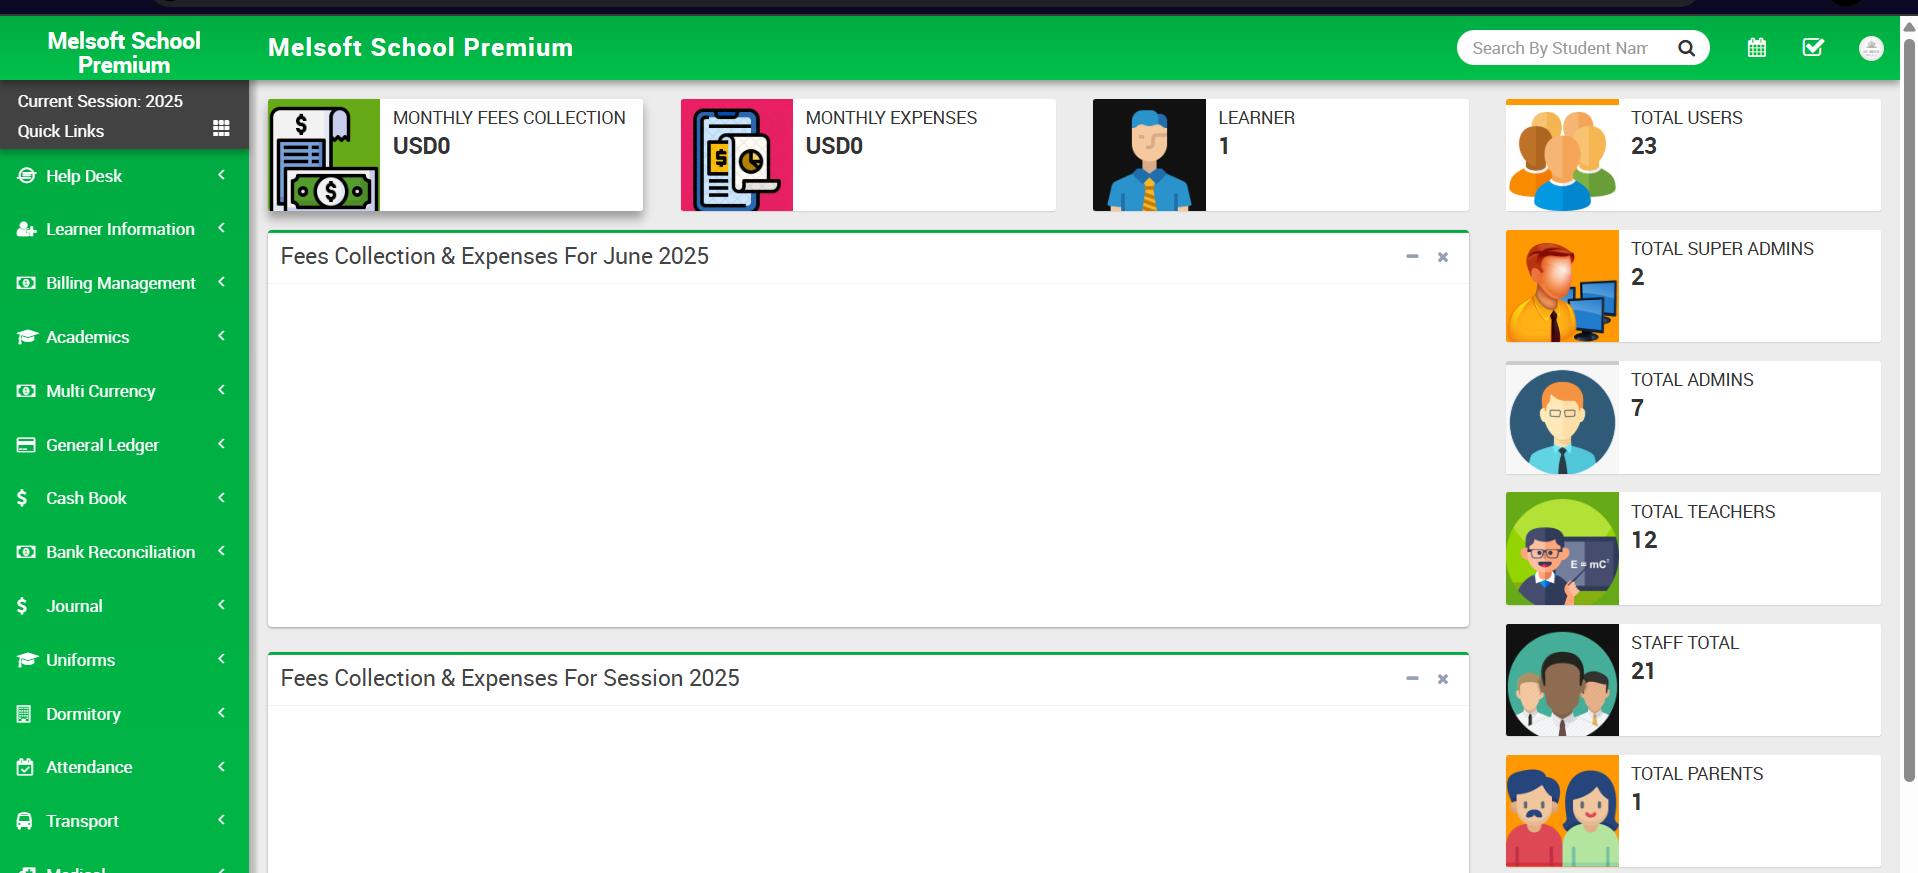 Melsoft School
Premium
Melsoft School Premium
Search By Student Nam
Current Session: 2025
Quick Links
Help Desk
Learner Information
Billing Management
Academics
Multi Currency
General Ledger
Cash Book
Bank Reconciliation
Journal
Uniforms
Dormitory
Attendance
Transport
Medical
MONTHLY FEES COLLECTION
USD0
MONTHLY EXPENSES
USD0
LEARNER
1
Fees Collection & Expenses For June 2025
Fees Collection & Expenses For Session 2025
TOTAL USERS
23
TOTAL SUPER ADMINS
2
TOTAL ADMINS
7
TOTAL TEACHERS
12
E = mC²
STAFF TOTAL
21
TOTAL PARENTS
1